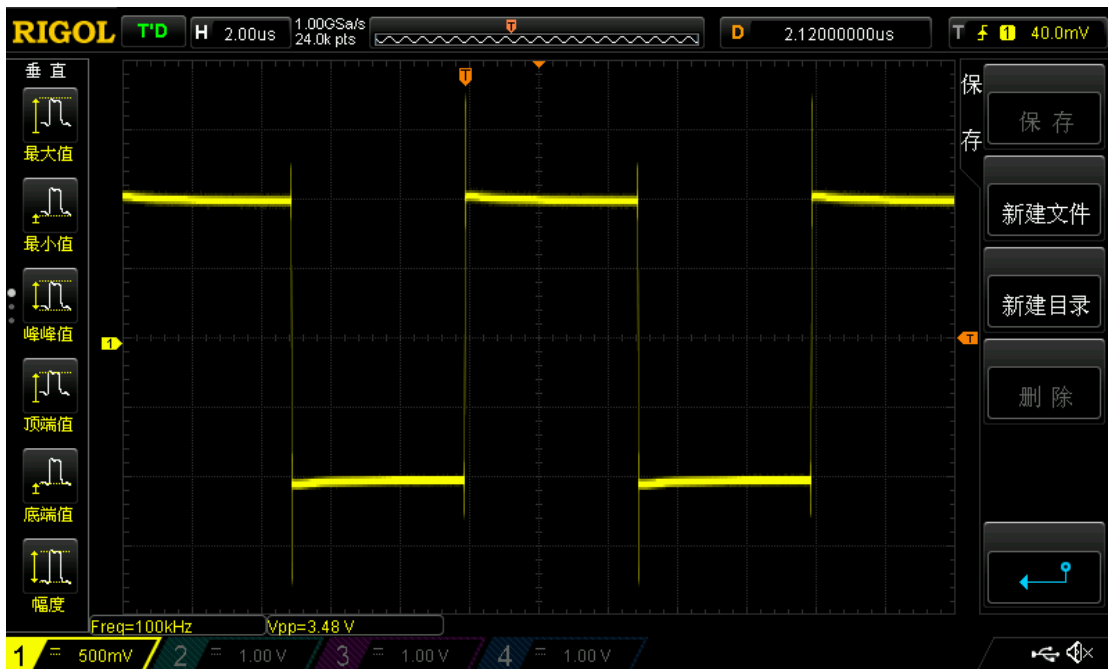 RIGOL T'D H 2.00us 1.00GSa/s 24.0k pts T D 2.12000000us T 1 40.0mV
垂直
最大值
最小值
峰峰值
顶端值
底端值
幅度
T
1
T
保存
保存
新建文件
新建目录
删除
Freq=100kHz Vpp=3.48 V
1 = 500mV 2 = 1.00 V 3 = 1.00 V 4 = 1.00 V